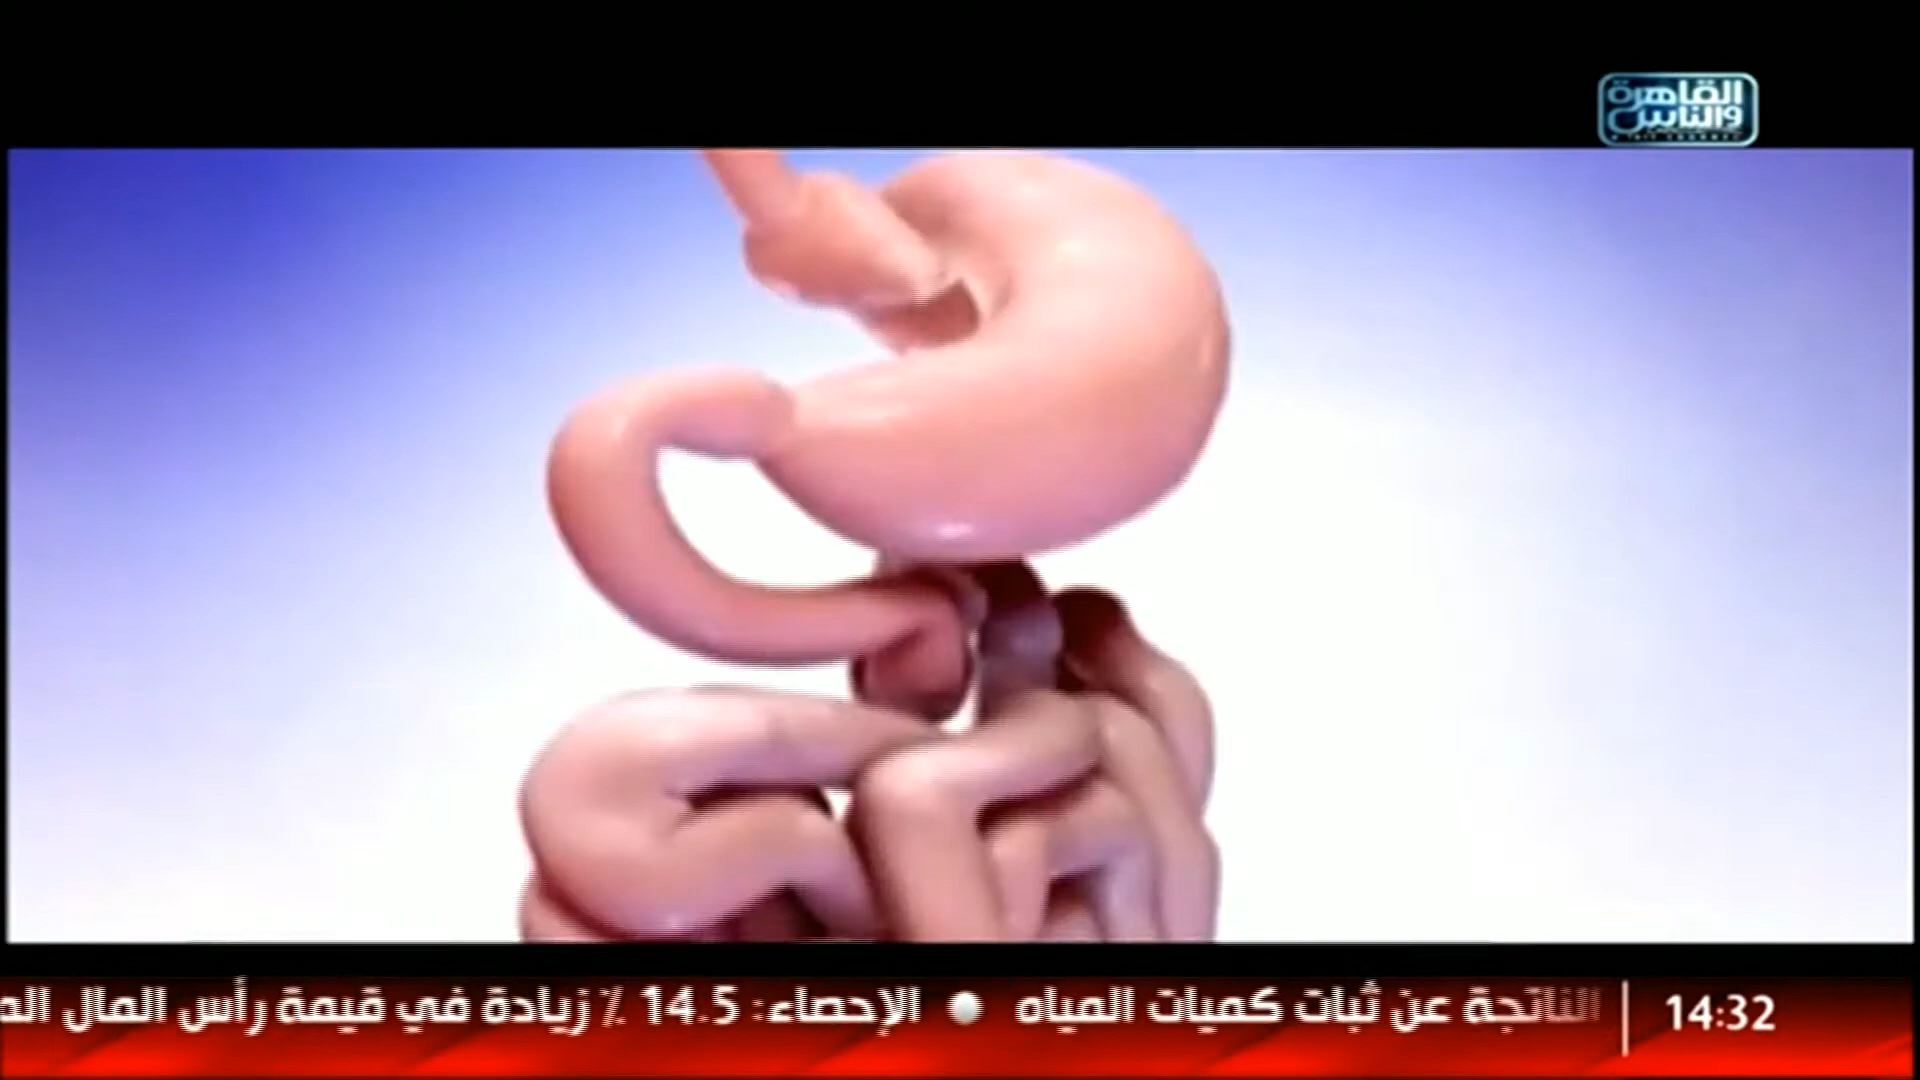 القاهرة
والناس
الناتجة عن ثبات كميات المياه ● الإحصاء: 14.5 ٪ زيادة في قيمة رأس المال
14:32